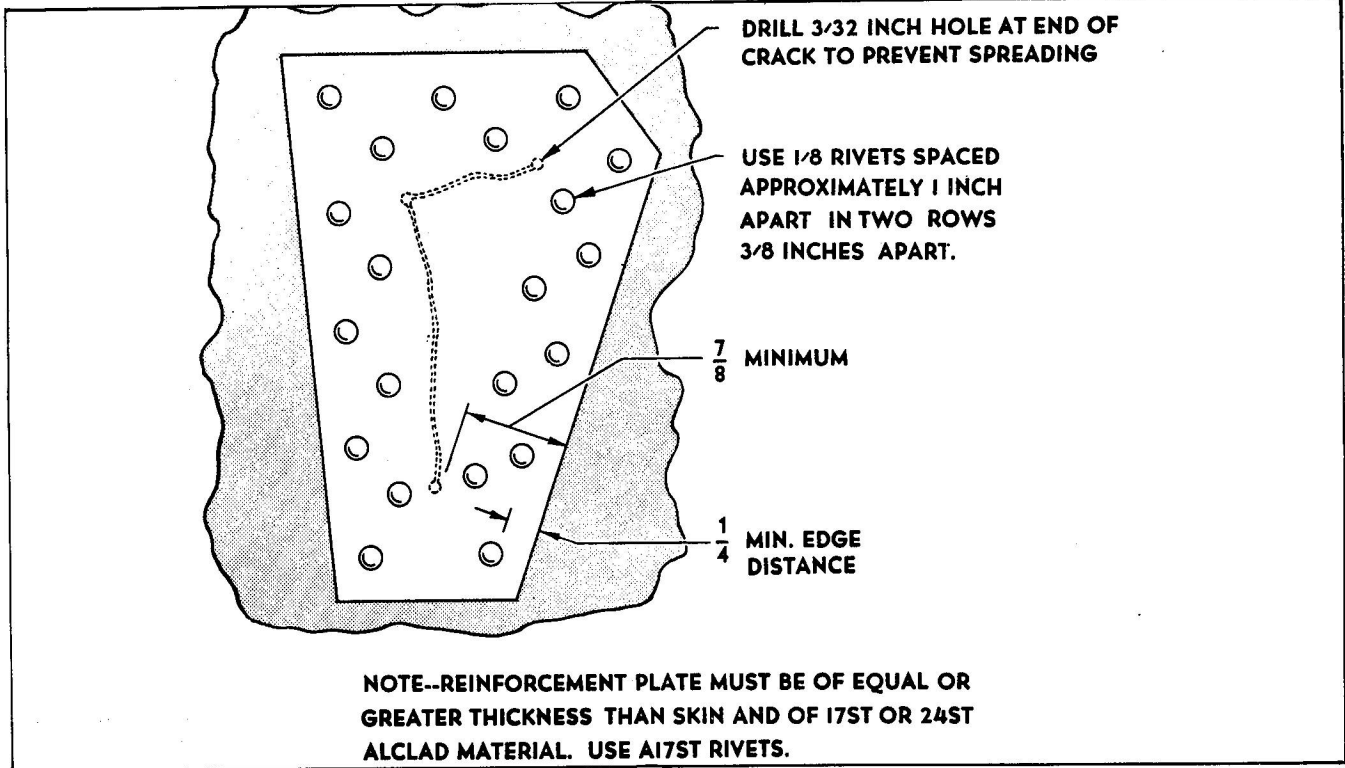 DRILL 3/32 INCH HOLE AT END OF
CRACK TO PREVENT SPREADING
USE 1/8 RIVETS SPACED
APPROXIMATELY 1 INCH
APART IN TWO ROWS
3/8 INCHES APART.
7/8 MINIMUM
1/4 MIN. EDGE
DISTANCE
NOTE--REINFORCEMENT PLATE MUST BE OF EQUAL OR
GREATER THICKNESS THAN SKIN AND OF 17ST OR 24ST
ALCLAD MATERIAL. USE A17ST RIVETS.